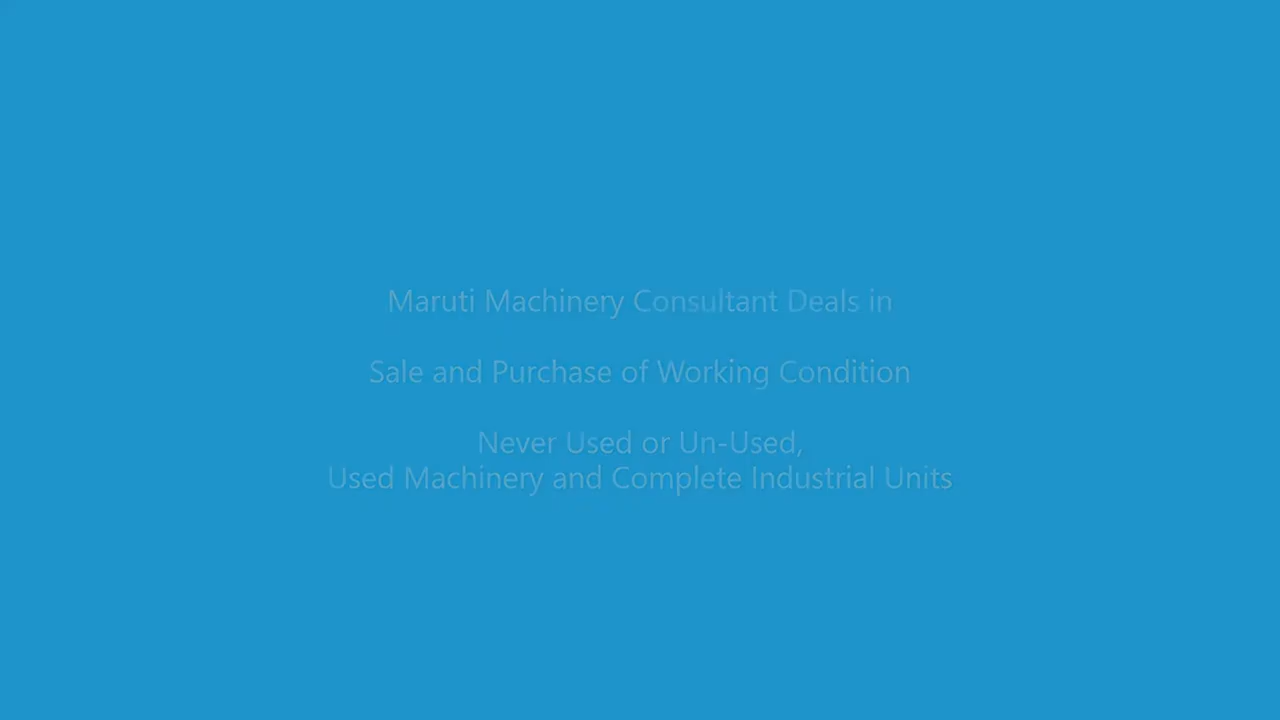 Maruti Machinery Consultant Deals in
Sale and Purchase of Working Condition
Never Used or Un-Used,
Used Machinery and Complete Industrial Units